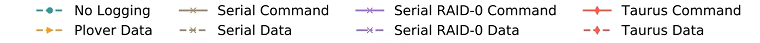 No Logging Serial Command Serial RAID-0 Command Taurus Command
Plover Data Serial Data Serial RAID-0 Data Taurus Data